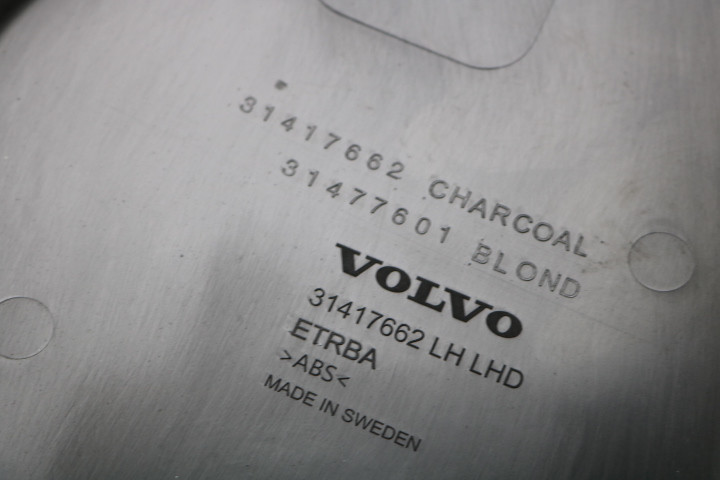 31417662 CHARCOAL
31477601 BLOND
VOLVO
31417662 LH LHD
ETRBA
>ABS<
MADE IN SWEDEN